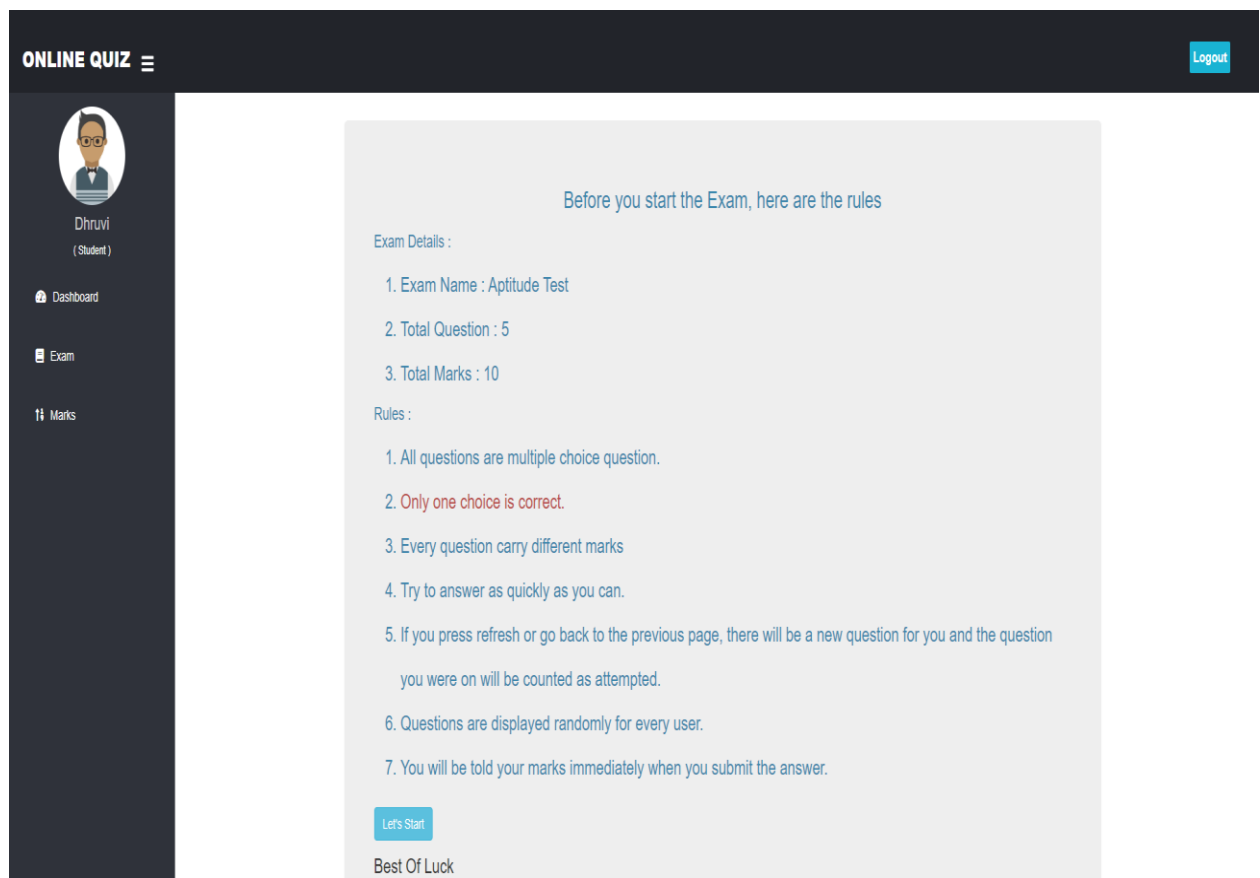 ONLINE QUIZ
Logout
Dhruvi
( Student )
Dashboard
Exam
Marks
Before you start the Exam, here are the rules
Exam Details :
1. Exam Name : Aptitude Test
2. Total Question : 5
3. Total Marks : 10
Rules :
1. All questions are multiple choice question.
2. Only one choice is correct.
3. Every question carry different marks
4. Try to answer as quickly as you can.
5. If you press refresh or go back to the previous page, there will be a new question for you and the question
you were on will be counted as attempted.
6. Questions are displayed randomly for every user.
7. You will be told your marks immediately when you submit the answer.
Let's Start
Best Of Luck